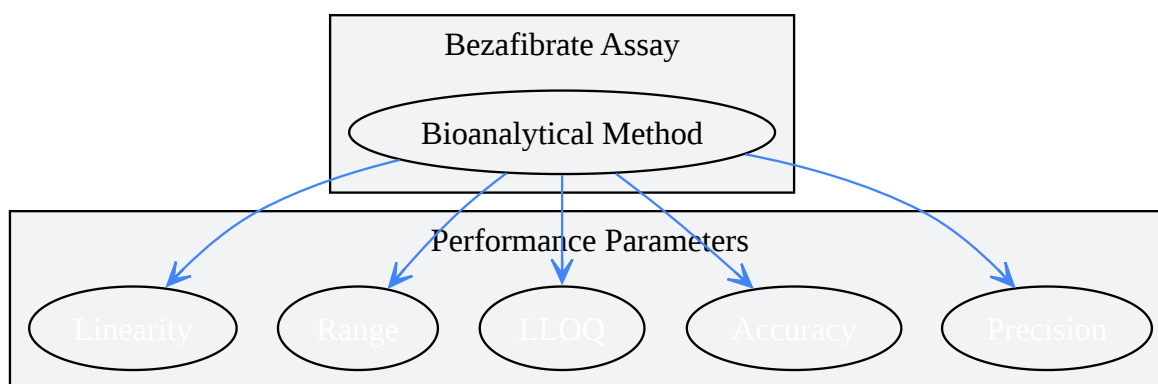 Bezafibrate Assay
Bioanalytical Method
Performance Parameters
Linearity
Range
LLOQ
Accuracy
Precision